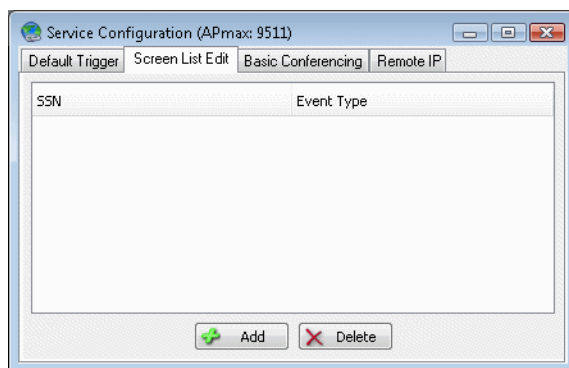 Service Configuration (APmax: 9511)
Default Trigger Screen List Edit Basic Conferencing Remote IP
SSN Event Type
Add Delete